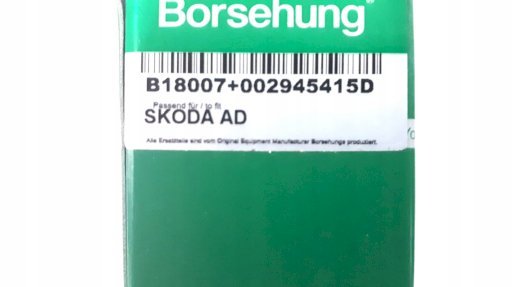 Borsehung®
B18007+002945415D
Passend für / to fit
SKODA AD
Alle Ersatzteile sind vom Original Equipment Manufacturer Borsehungs produziert.